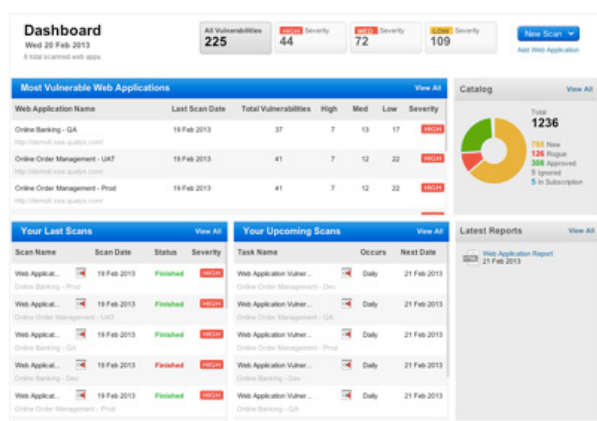 Dashboard
Wed 20 Feb 2013
8 total scanned web apps
All Vulnerabilities
225
HIGH Severity
44
MED Severity
72
LOW Severity
109
New Scan
Add Web Application
Most Vulnerable Web Applications View All
Web Application Name Last Scan Date Total Vulnerabilities High Med Low Severity
Online Banking - QA 19 Feb 2013 37 7 13 17 HIGH
Online Order Management - UAT 19 Feb 2013 41 7 12 22 HIGH
Online Order Management - Prod 19 Feb 2013 41 7 12 22 HIGH
Catalog View All
Total
1236
788 New
126 Rogue
308 Approved
9 Ignored
5 In Subscription
Your Last Scans View All
Scan Name Scan Date Status Severity
Web Applicat... 19 Feb 2013 Finished HIGH
Online Banking - Prod
Web Applicat... 19 Feb 2013 Finished HIGH
Online Order Management - UAT
Web Applicat... 19 Feb 2013 Finished HIGH
Online Banking - QA
Web Applicat... 19 Feb 2013 Finished HIGH
Online Banking - Dev
Web Applicat... 19 Feb 2013 Finished HIGH
Online Order Management - Prod
Your Upcoming Scans View All
Task Name Occurs Next Date
Web Application Vulner... Daily 21 Feb 2013
Online Order Management - Dev
Web Application Vulner... Daily 21 Feb 2013
Online Order Management - QA
Web Application Vulner... Daily 21 Feb 2013
Online Order Management - Prod
Web Application Vulner... Daily 21 Feb 2013
Online Banking - Dev
Web Application Vulner... Daily 21 Feb 2013
Online Banking - QA
Latest Reports View All
Web Application Report
21 Feb 2013